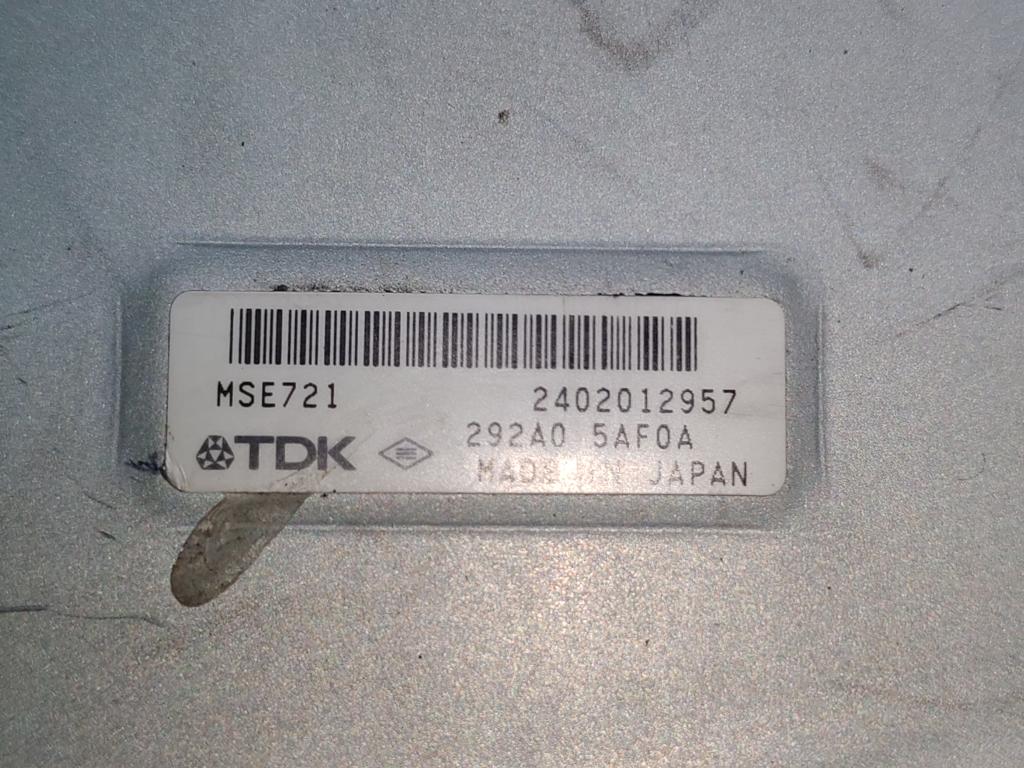 MSE721 2402012957
TDK 292A0 5AF0A
MADE IN JAPAN